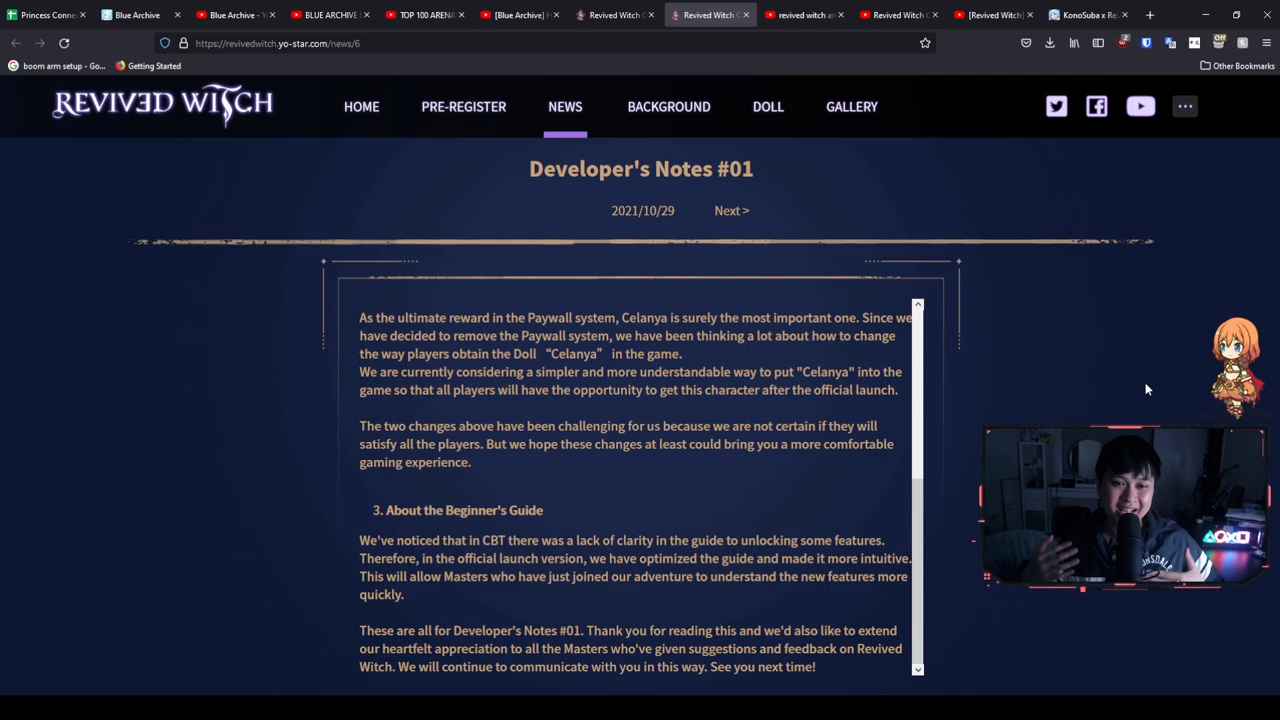 Princess Conne
Blue Archive
Blue Archive - Y
BLUE ARCHIVE
TOP 100 ARENA
[Blue Archive]
Revived Witch
Revived Witch
revived witch a
Revived Witch
[Revived Witch]
KonoSuba x Re:
https://revivedwitch.yo-star.com/news/6
2
Off
boom arm setup - Go...
Getting Started
Other Bookmarks
REVIVED WITCH
HOME
PRE-REGISTER
NEWS
BACKGROUND
DOLL
GALLERY
Developer's Notes #01
2021/10/29
Next >
As the ultimate reward in the Paywall system, Celanya is surely the most important one. Since we
have decided to remove the Paywall system, we have been thinking a lot about how to change
the way players obtain the Doll “Celanya” in the game.
We are currently considering a simpler and more understandable way to put "Celanya" into the
game so that all players will have the opportunity to get this character after the official launch.
The two changes above have been challenging for us because we are not certain if they will
satisfy all the players. But we hope these changes at least could bring you a more comfortable
gaming experience.
3. About the Beginner's Guide
We've noticed that in CBT there was a lack of clarity in the guide to unlocking some features.
Therefore, in the official launch version, we have optimized the guide and made it more intuitive.
This will allow Masters who have just joined our adventure to understand the new features more
quickly.
These are all for Developer's Notes #01. Thank you for reading this and we'd also like to extend
our heartfelt appreciation to all the Masters who've given suggestions and feedback on Revived
Witch. We will continue to communicate with you in this way. See you next time!